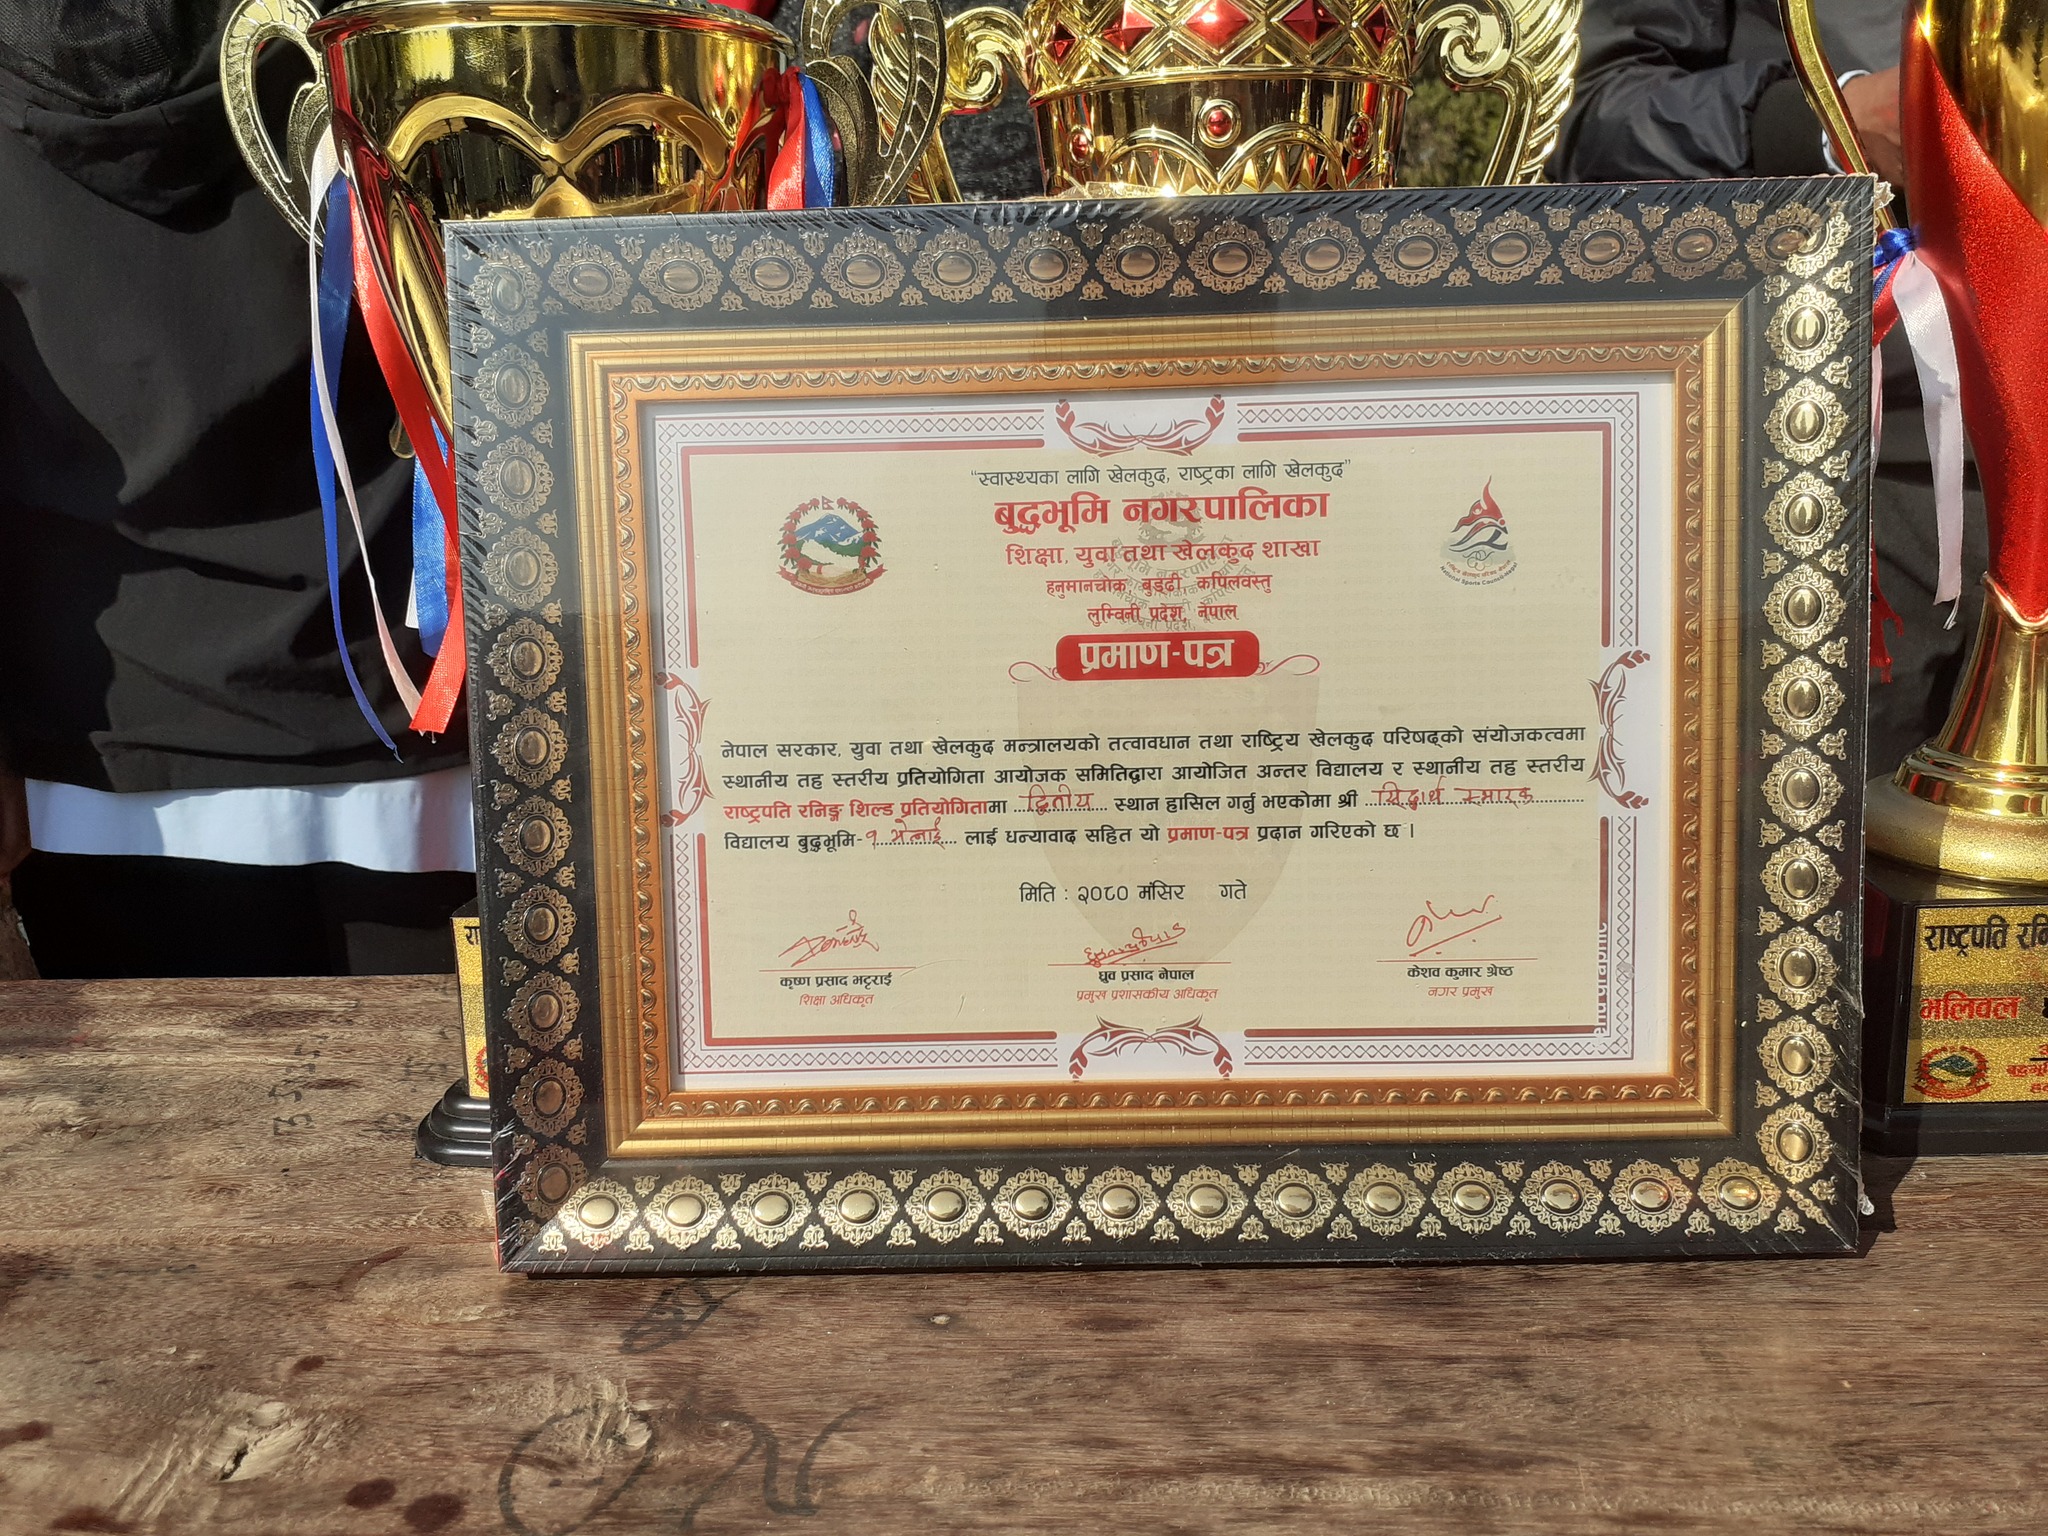 “स्वास्थ्यका लागि खेलकुद, राष्ट्रका लागि खेलकुद”
बुद्धभूमि नगरपालिका
शिक्षा, युवा तथा खेलकुद शाखा
हनुमानचोक बुड्ढी कपिलवस्तु
लुम्बिनी प्रदेश, नेपाल
प्रमाण-पत्र
National Sports Council-Nepal
नेपाल सरकार, युवा तथा खेलकुद मन्त्रालयको तत्वावधान तथा राष्ट्रिय खेलकुद परिषद्को संयोजकत्वमा
स्थानीय तह स्तरीय प्रतियोगिता आयोजक समितिद्वारा आयोजित अन्तर विद्यालय र स्थानीय तह स्तरीय
राष्ट्रपति रनिङ्ग शिल्ड प्रतियोगितामा द्वितीय स्थान हासिल गर्नु भएकोमा श्री सिद्धार्थ स्मारक
विद्यालय बुद्धभूमि-१ लाई धन्यावाद सहित यो प्रमाण-पत्र प्रदान गरिएको छ ।
मिति : २०८० मंसिर गते
कृष्ण प्रसाद भट्टराई
शिक्षा अधिकृत
ध्रुव प्रसाद नेपाल
प्रमुख प्रशासकीय अधिकृत
केशव कुमार श्रेष्ठ
नगर प्रमुख
राष्ट्रपति
भलिवल